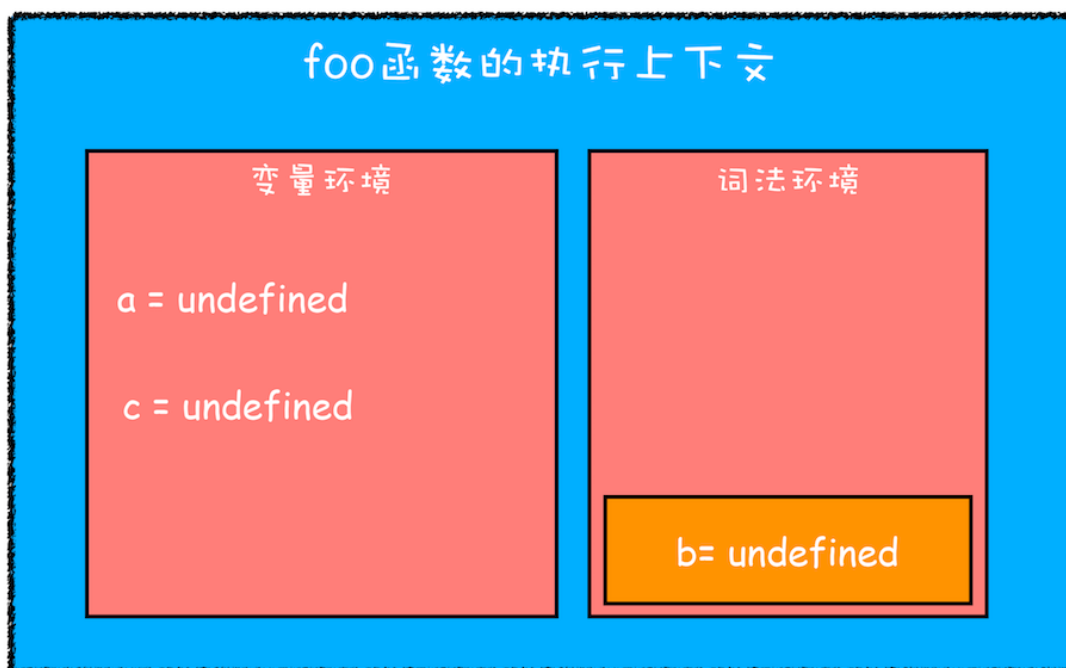 foo函数的执行上下文
变量环境
a = undefined
c = undefined
词法环境
b= undefined